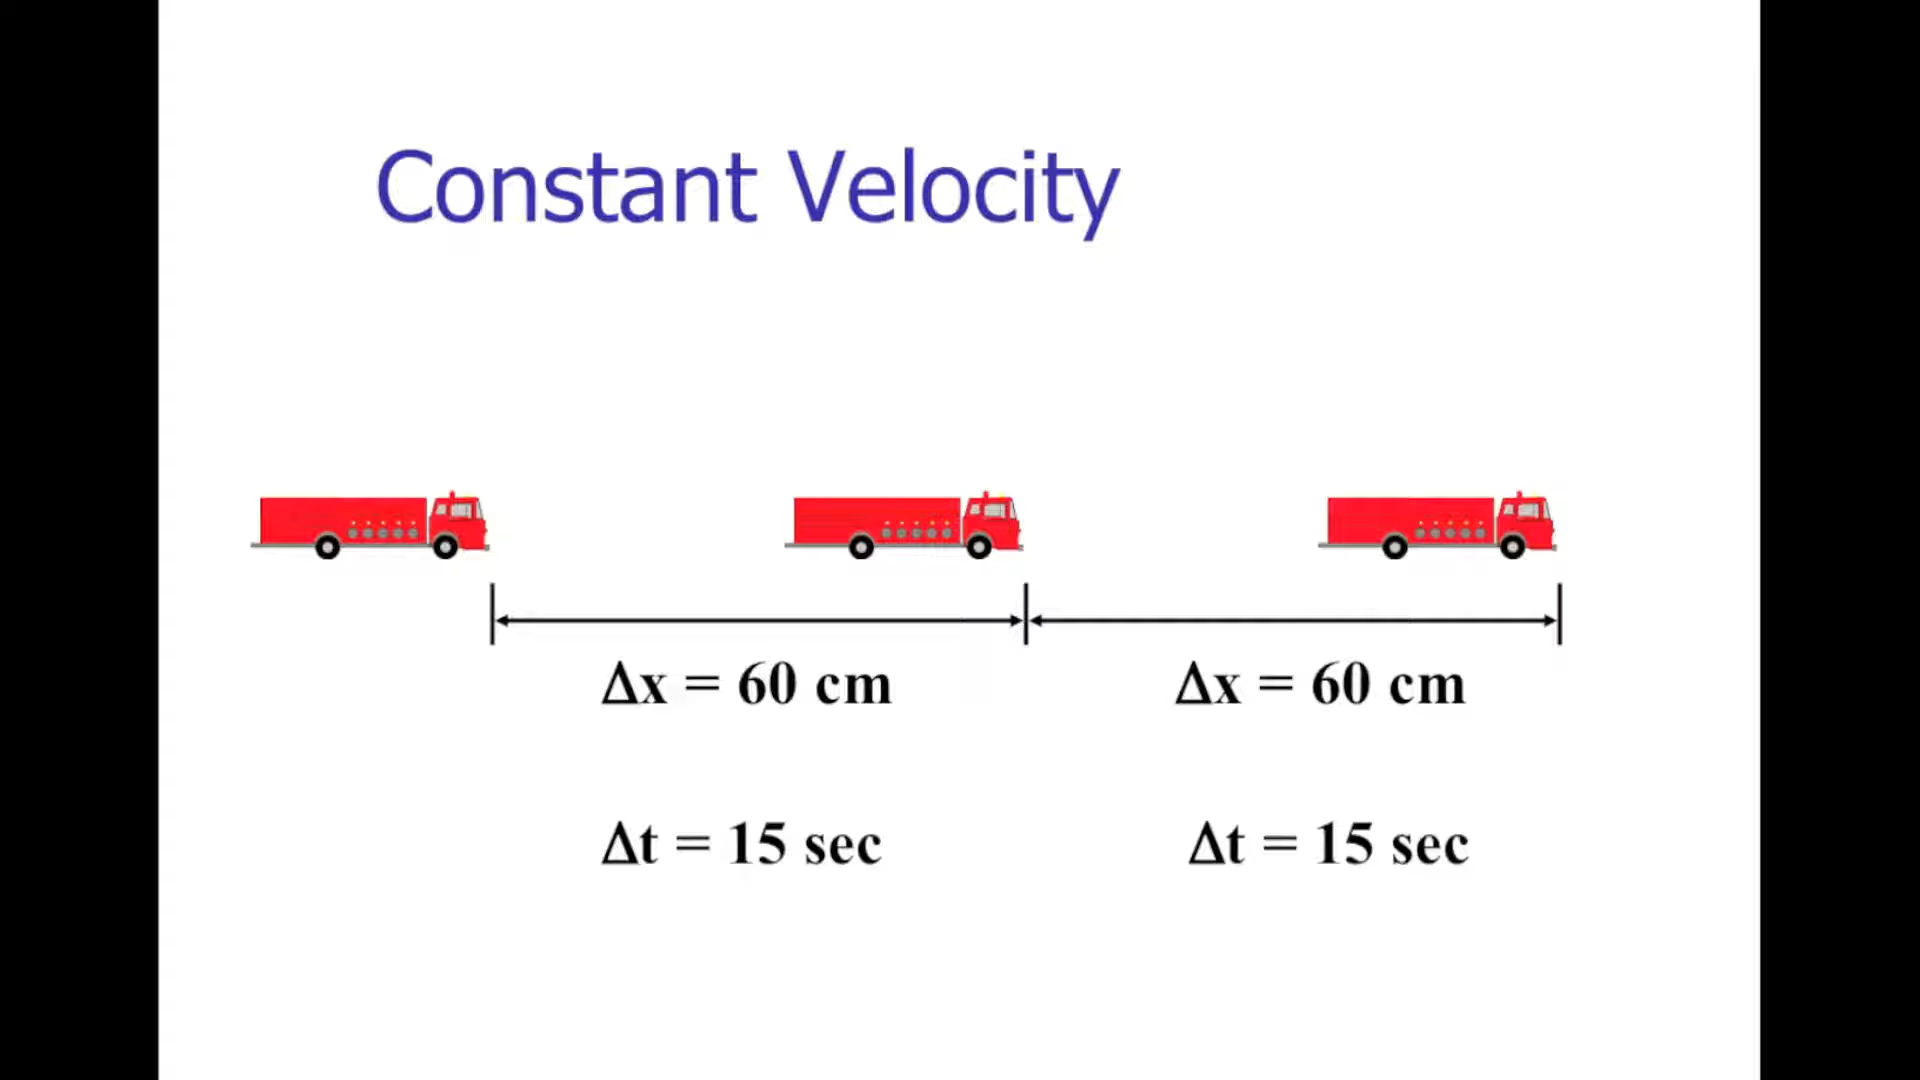 Constant Velocity
Δx = 60 cm
Δx = 60 cm
Δt = 15 sec
Δt = 15 sec